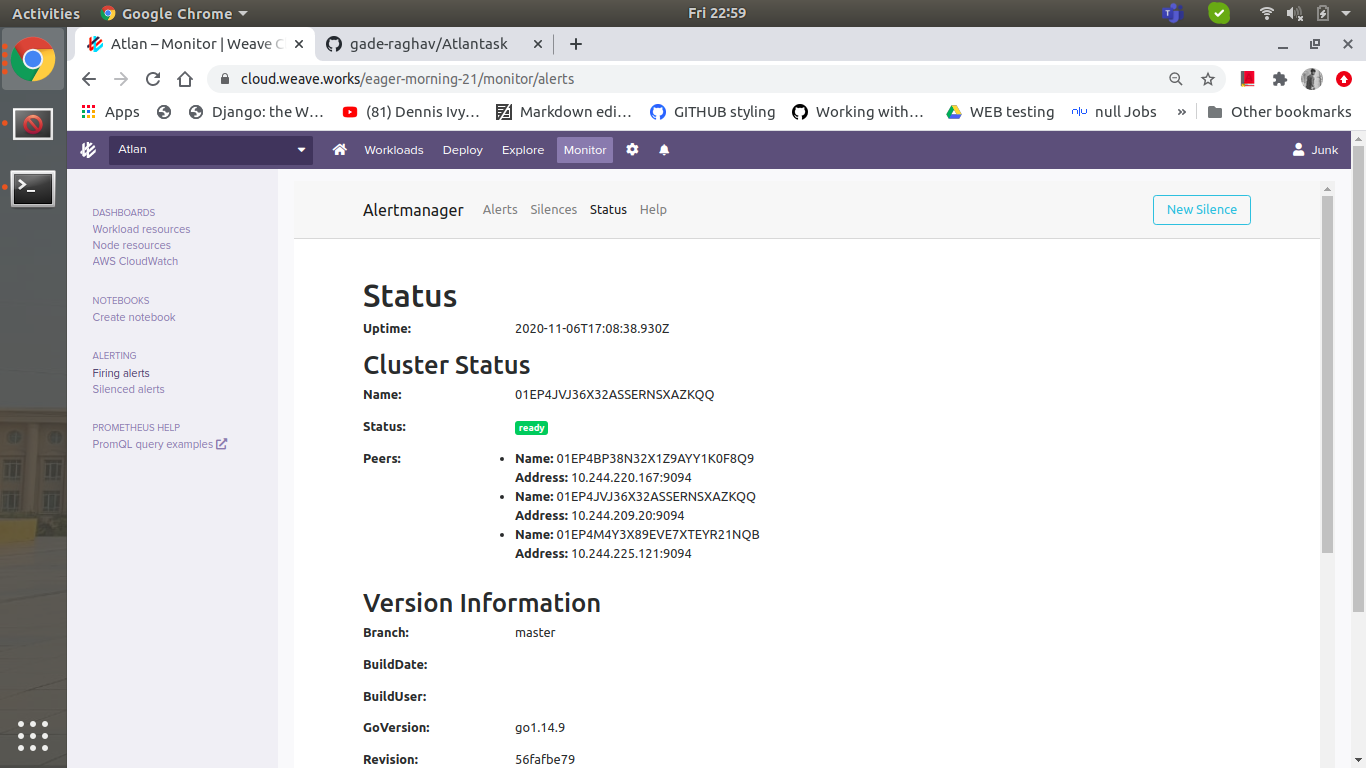 Activities Google Chrome Fri 22:59
Atlan – Monitor | Weave C gade-raghav/Atlantask
cloud.weave.works/eager-morning-21/monitor/alerts
Apps Django: the W… (81) Dennis Ivy… Markdown edi… GITHUB styling Working with… WEB testing null Jobs » Other bookmarks
Atlan Workloads Deploy Explore Monitor Junk
DASHBOARDS
Workload resources
Node resources
AWS CloudWatch
NOTEBOOKS
Create notebook
ALERTING
Firing alerts
Silenced alerts
PROMETHEUS HELP
PromQL query examples
Alertmanager Alerts Silences Status Help New Silence
Status
Uptime: 2020-11-06T17:08:38.930Z
Cluster Status
Name: 01EP4JVJ36X32ASSERNSXAZKQQ
Status: ready
Peers: • Name: 01EP4BP38N32X1Z9AYY1K0F8Q9
Address: 10.244.220.167:9094
• Name: 01EP4JVJ36X32ASSERNSXAZKQQ
Address: 10.244.209.20:9094
• Name: 01EP4M4Y3X89EVE7XTEYR21NQB
Address: 10.244.225.121:9094
Version Information
Branch: master
BuildDate:
BuildUser:
GoVersion: go1.14.9
Revision: 56fafbe79